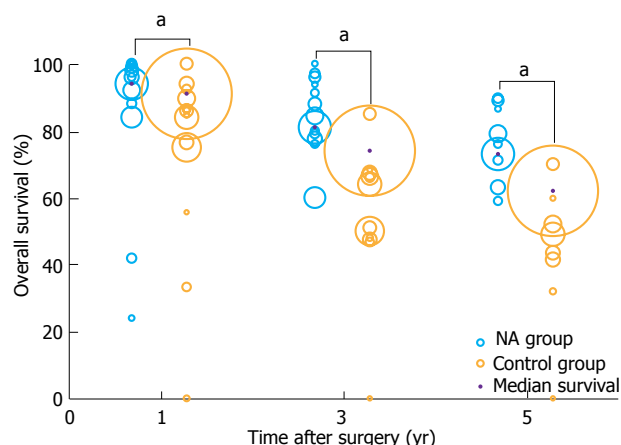 a
a
a
100
80
60
40
20
0
Overall survival (%)
NA group
Control group
Median survival
0
1
3
5
Time after surgery (yr)